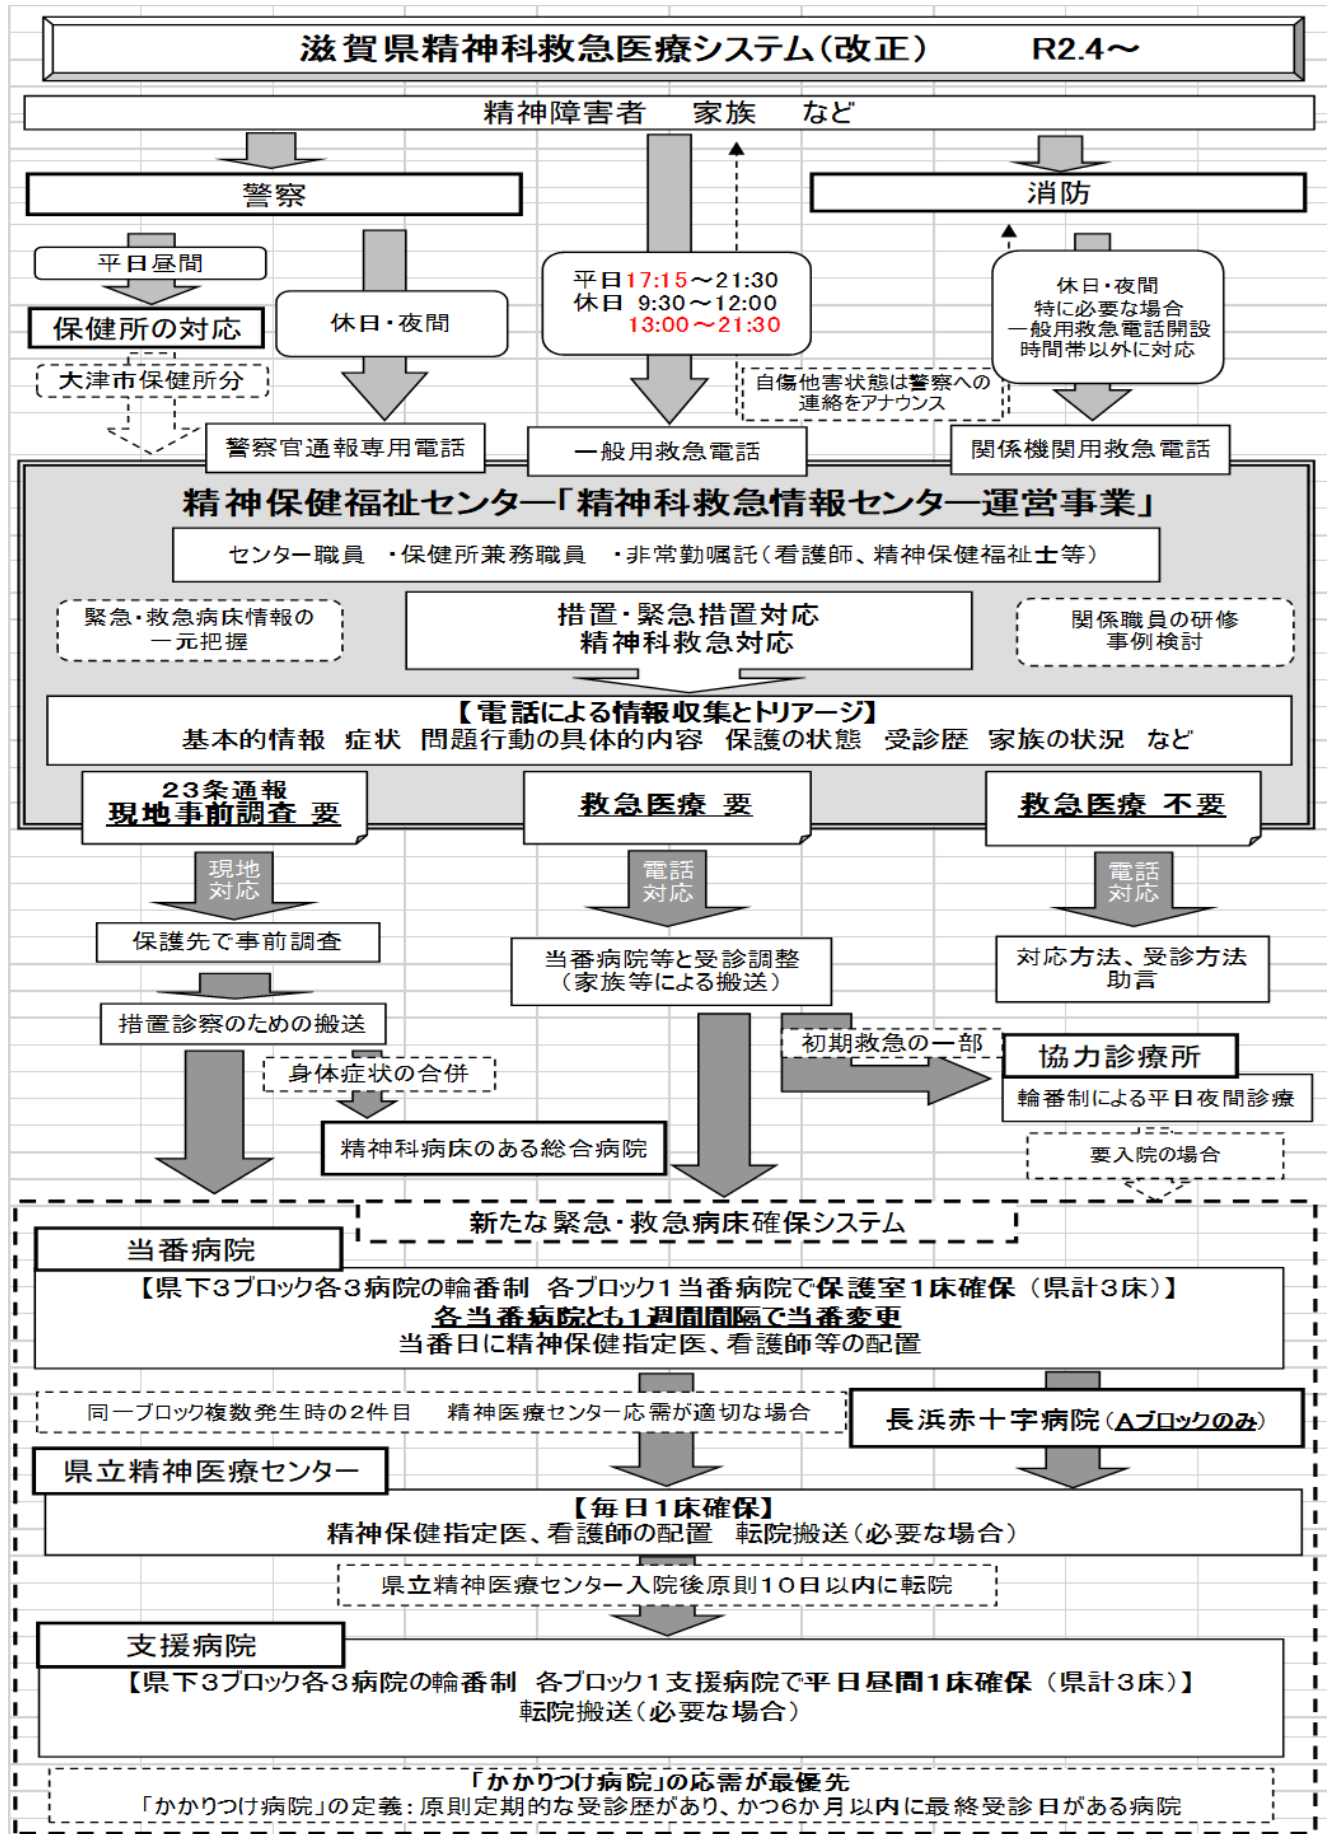 滋賀県精神科救急医療システム(改正) R2.4～
精神障害者 家族 など
警察
消防
平日昼間
保健所の対応
大津市保健所分
休日・夜間
平日17:15～21:30
休日 9:30～12:00
13:00～21:30
休日・夜間
特に必要な場合
一般用救急電話開設
時間帯以外に対応
自傷他害状態は警察への
連絡をアナウンス
警察官通報専用電話
一般用救急電話
関係機関用救急電話
精神保健福祉センター「精神科救急情報センター運営事業」
センター職員 ・保健所兼務職員 ・非常勤嘱託(看護師、精神保健福祉士等)
緊急・救急病床情報の
一元把握
措置・緊急措置対応
精神科救急対応
関係職員の研修
事例検討
【電話による情報収集とトリアージ】
基本的情報 症状 問題行動の具体的内容 保護の状態 受診歴 家族の状況 など
23条通報
現地事前調査 要
救急医療 要
救急医療 不要
現地
対応
電話
対応
電話
対応
保護先で事前調査
当番病院等と受診調整
(家族等による搬送)
対応方法、受診方法
助言
措置診察のための搬送
身体症状の合併
精神科病床のある総合病院
初期救急の一部
協力診療所
輪番制による平日夜間診療
要入院の場合
新たな緊急・救急病床確保システム
当番病院
【県下3ブロック各3病院の輪番制 各ブロック1当番病院で保護室1床確保(県計3床)】
各当番病院とも1週間間隔で当番変更
当番日に精神保健指定医、看護師等の配置
同一ブロック複数発生時の2件目 精神医療センター応需が適切な場合
長浜赤十字病院(Aブロックのみ)
県立精神医療センター
【毎日1床確保】
精神保健指定医、看護師の配置 転院搬送(必要な場合)
県立精神医療センター入院後原則10日以内に転院
支援病院
【県下3ブロック各3病院の輪番制 各ブロック1支援病院で平日昼間1床確保(県計3床)】
転院搬送(必要な場合)
「かかりつけ病院」の応需が最優先
「かかりつけ病院」の定義:原則定期的な受診歴があり、かつ6か月以内に最終受診日がある病院